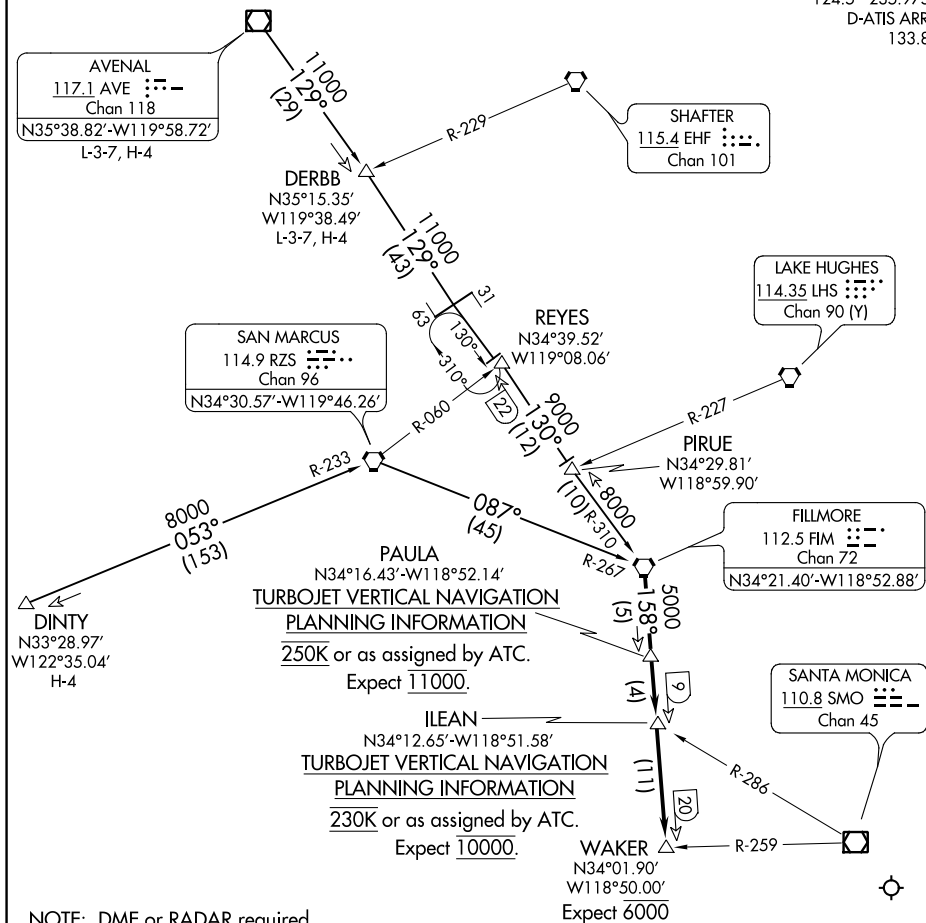 124.5
D-ATIS ARR
133.8
AVENAL
117.1 AVE
Chan 118
N35°38.82'-W119°58.72'
L-3-7, H-4
11000
129°
(29)
SHAFTER
115.4 EHF
Chan 101
R-229
DERBB
N35°15.35'
W119°38.49'
L-3-7, H-4
11000
129°
(43)
LAKE HUGHES
114.35 LHS
Chan 90 (Y)
31
63
130°
310°
REYES
N34°39.52'
W119°08.06'
SAN MARCUS
114.9 RZS
Chan 96
N34°30.57'-W119°46.26'
R-060
22
9000
130°
(12)
R-227
PIRUE
N34°29.81'
W118°59.90'
R-233
8000
053°
(153)
087°
(45)
8000
(10)
R-310
R-267
FILLMORE
112.5 FIM
Chan 72
N34°21.40'-W118°52.88'
DINTY
N33°28.97'
W122°35.04'
H-4
PAULA
N34°16.43'-W118°52.14'
TURBOJET VERTICAL NAVIGATION
PLANNING INFORMATION
250K or as assigned by ATC.
Expect 11000.
5000
158°
(5)
(4)
9
SANTA MONICA
110.8 SMO
Chan 45
ILEAN
N34°12.65'-W118°51.58'
TURBOJET VERTICAL NAVIGATION
PLANNING INFORMATION
230K or as assigned by ATC.
Expect 10000.
(11)
20
R-286
R-259
WAKER
N34°01.90'
W118°50.00'
Expect 6000
NOTE: DME or RADAR required